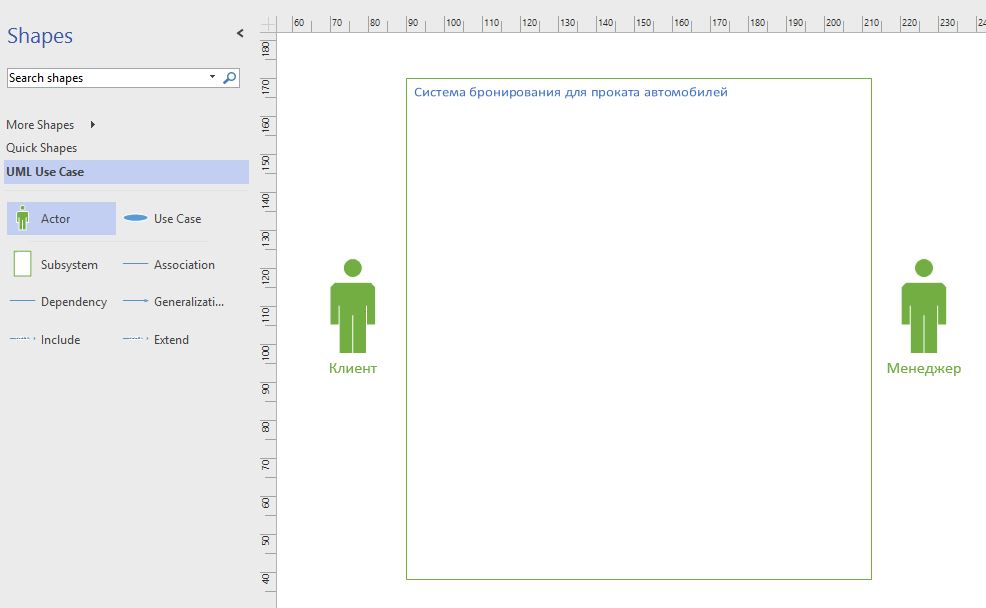 Shapes
Search shapes
More Shapes
Quick Shapes
UML Use Case
Actor
Use Case
Subsystem
Association
Dependency
Generalizati...
Include
Extend
60 70 80 90 100 110 120 130 140 150 160 170 180 190 200 210 220 230 24
180
170
160
150
140
130
120
110
100
90
80
70
60
50
40
Система бронирования для проката автомобилей
Клиент
Менеджер